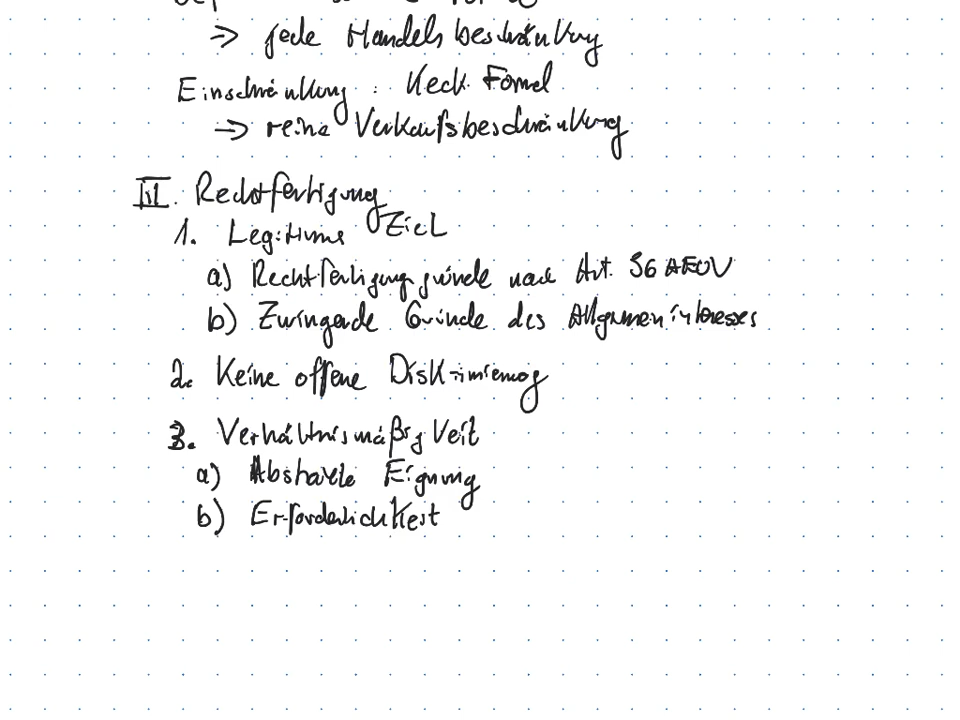 ⇒ jede Handelsbeschränkung
Einschränkung : Keck Formel
⇒ reine Verkaufsbeschränkung
III. Rechtfertigung
1. Legitimes Ziel
a) Rechtfertigungsgründe nach Art. 36 AEUV
b) Zwingende Gründe des Allgemeininteresses
2. Keine offene Diskriminierung
3. Verhältnismäßigkeit
a) Abstrakte Eignung
b) Erforderlichkeit